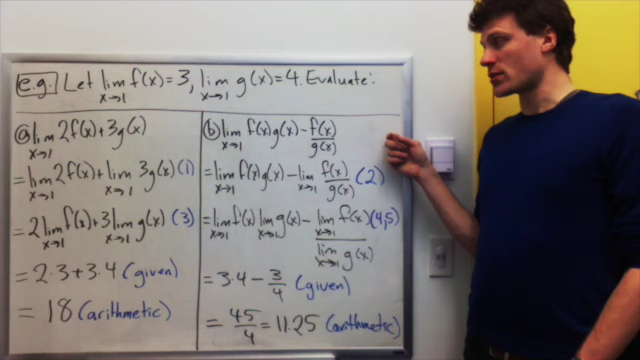 e.g. Let lim x→1 f(x)=3, lim x→1 g(x)=4. Evaluate:
ⓐ lim x→1 2f(x)+3g(x)
= lim x→1 2f(x)+ lim x→1 3g(x) (1)
= 2 lim x→1 f(x)+3 lim x→1 g(x) (3)
= 2·3+3·4 (given)
= 18 (arithmetic)
ⓑ lim x→1 f(x)g(x) - f(x)/g(x)
= lim x→1 f(x)g(x) - lim x→1 f(x)/g(x) (2)
= lim x→1 f(x) lim x→1 g(x) - lim x→1 f(x) / lim x→1 g(x) (4,5)
= 3·4 - 3/4 (given)
= 45/4 = 11.25 (arithmetic)